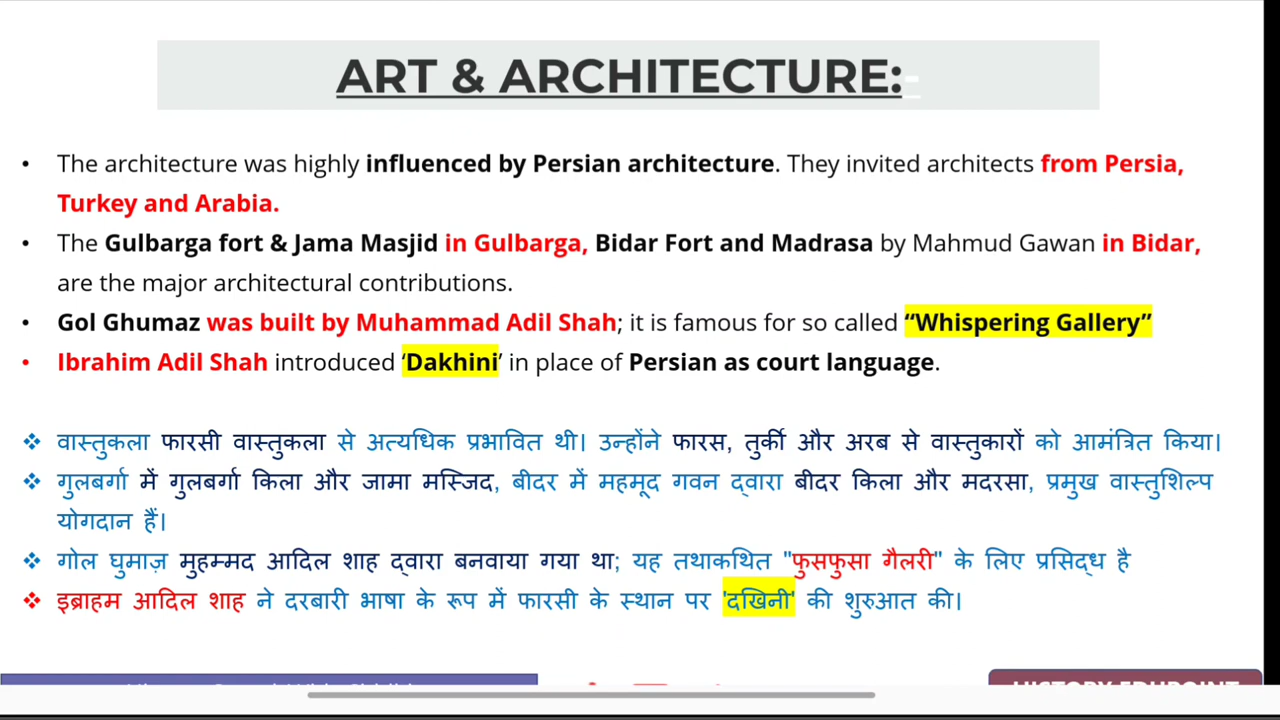 ART & ARCHITECTURE:-
• The architecture was highly influenced by Persian architecture. They invited architects from Persia,
Turkey and Arabia.
• The Gulbarga fort & Jama Masjid in Gulbarga, Bidar Fort and Madrasa by Mahmud Gawan in Bidar,
are the major architectural contributions.
• Gol Ghumaz was built by Muhammad Adil Shah; it is famous for so called “Whispering Gallery”
• Ibrahim Adil Shah introduced ‘Dakhini’ in place of Persian as court language.
❖ वास्तुकला फारसी वास्तुकला से अत्यधिक प्रभावित थी। उन्होंने फारस, तुर्की और अरब से वास्तुकारों को आमंत्रित किया।
❖ गुलबर्गा में गुलबर्गा किला और जामा मस्जिद, बीदर में महमूद गवन द्वारा बीदर किला और मदरसा, प्रमुख वास्तुशिल्प
योगदान हैं।
❖ गोल घुमाज़ मुहम्मद आदिल शाह द्वारा बनवाया गया था; यह तथाकथित "फुसफुसा गैलरी" के लिए प्रसिद्ध है
❖ इब्राहम आदिल शाह ने दरबारी भाषा के रूप में फारसी के स्थान पर 'दखिनी' की शुरुआत की।
HISTORY EDUPOINT